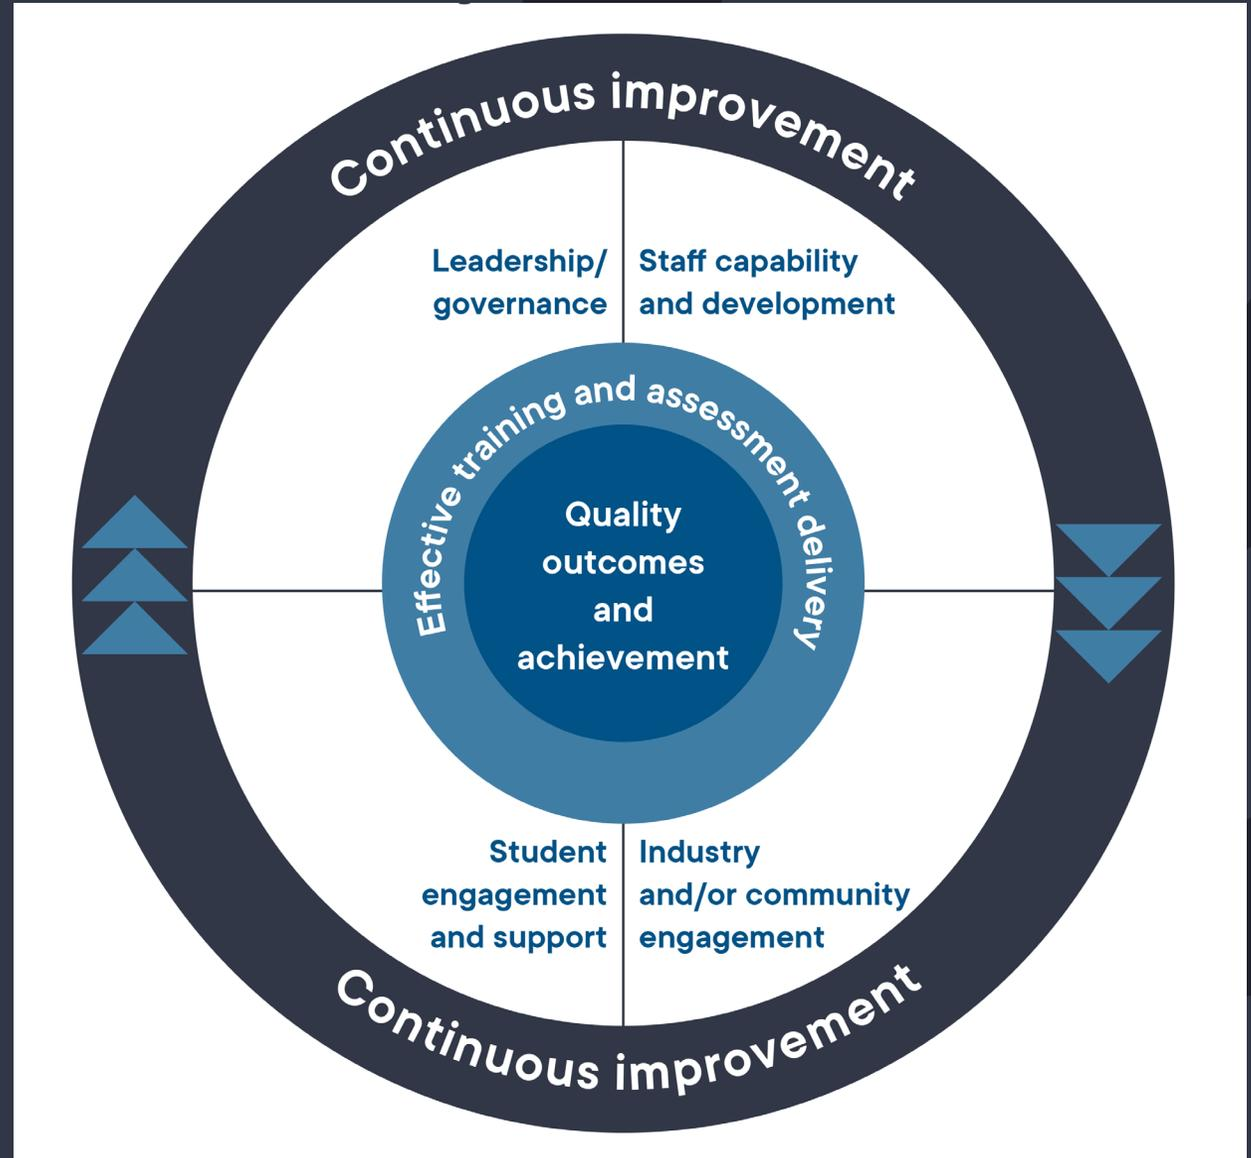 Continuous improvement
Leadership/
governance
Staff capability
and development
Effective training and assessment delivery
Quality
outcomes
and
achievement
Student
engagement
and support
Industry
and/or community
engagement
Continuous improvement